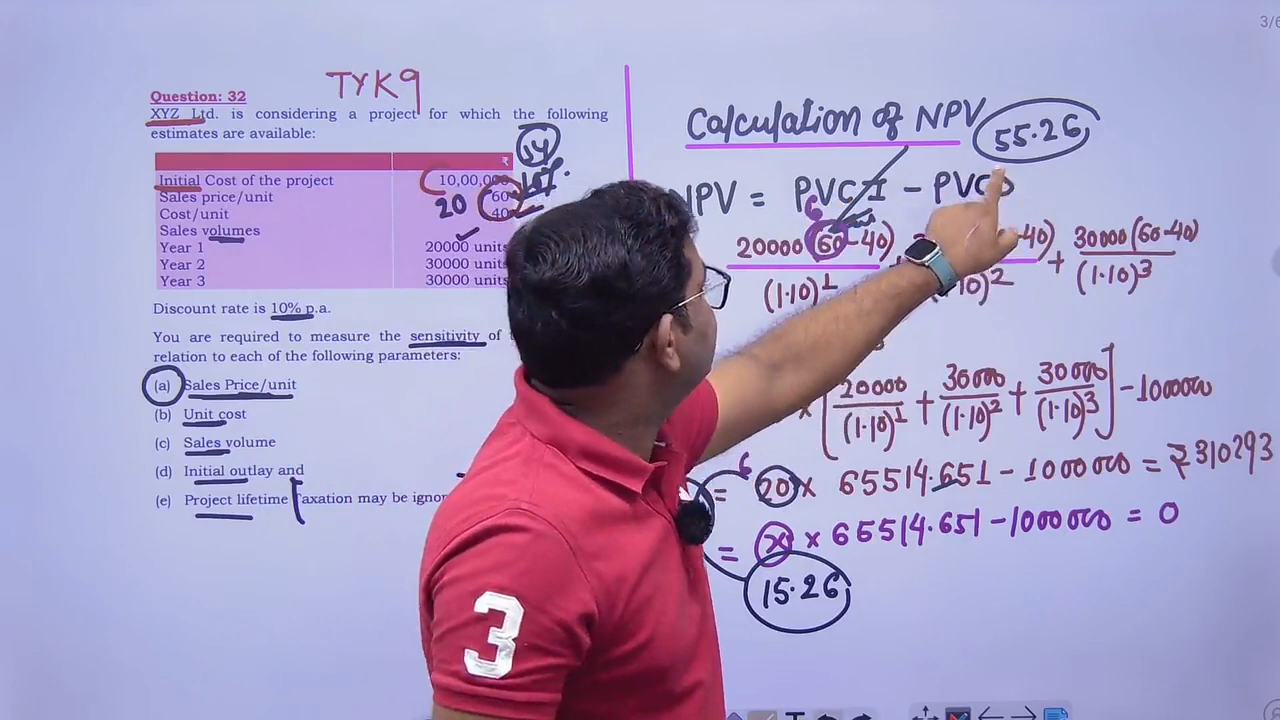 3/6
TYK9
Question: 32
XYZ Ltd. is considering a project for which the following
estimates are available:
₹
Initial Cost of the project 10,00,000
Sales price/unit 60
Cost/unit 40
20
14
Sales volumes
Year 1 20000 units
Year 2 30000 units
Year 3 30000 units
Discount rate is 10% p.a.
You are required to measure the sensitivity of
relation to each of the following parameters:
(a) Sales Price/unit
(b) Unit cost
(c) Sales volume
(d) Initial outlay and
(e) Project lifetime Taxation may be ignor
Calculation of NPV
55.26
NPV = PVCI - PVCO
6
20000 (60-40) -40) + 30000 (60-40)
(1.10)^1 10)^2 (1.10)^3
× [ 20000 + 30000 + 30000 ] - 1000000
(1.10)^1 (1.10)^2 (1.10)^3
6
= 20 × 65514.651 - 1000000 = ₹310293
= x × 65514.651 - 1000000 = 0
15.26
3